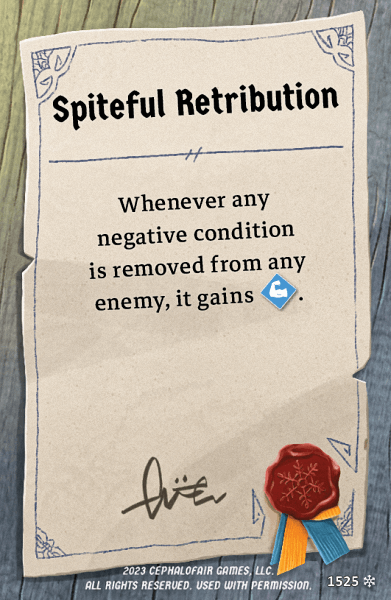 Spiteful Retribution
Whenever any
negative condition
is removed from any
enemy, it gains .
2023 CEPHALOFAIR GAMES, LLC.
ALL RIGHTS RESERVED. USED WITH PERMISSION.
1525